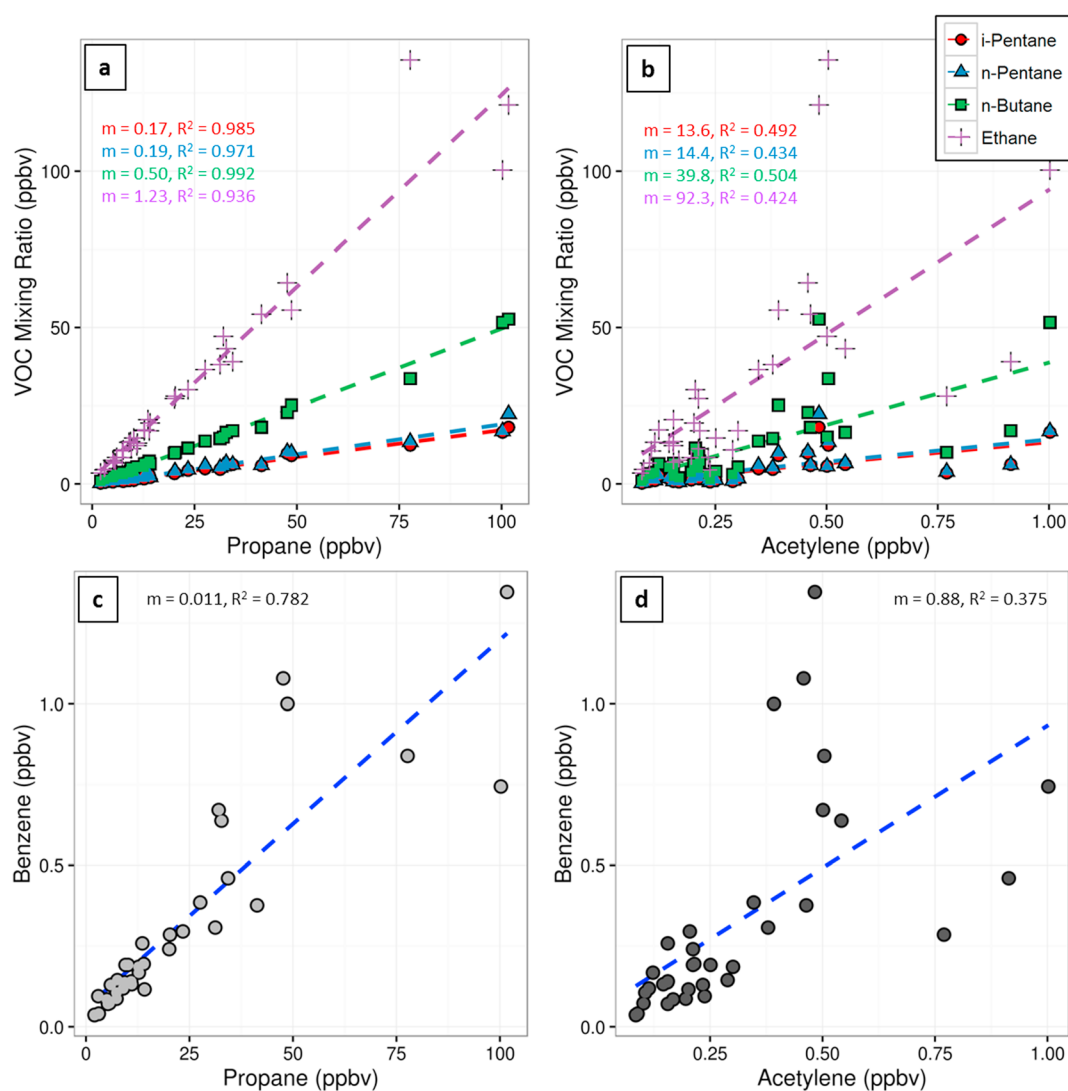 a
m = 0.17, R² = 0.985
m = 0.19, R² = 0.971
m = 0.50, R² = 0.992
m = 1.23, R² = 0.936
VOC Mixing Ratio (ppbv)
100
50
0
0 25 50 75 100
Propane (ppbv)
b
i-Pentane
n-Pentane
n-Butane
Ethane
m = 13.6, R² = 0.492
m = 14.4, R² = 0.434
m = 39.8, R² = 0.504
m = 92.3, R² = 0.424
VOC Mixing Ratio (ppbv)
100
50
0
0.25 0.50 0.75 1.00
Acetylene (ppbv)
c
m = 0.011, R² = 0.782
Benzene (ppbv)
1.0
0.5
0.0
0 25 50 75 100
Propane (ppbv)
d
m = 0.88, R² = 0.375
Benzene (ppbv)
1.0
0.5
0.0
0.25 0.50 0.75 1.00
Acetylene (ppbv)